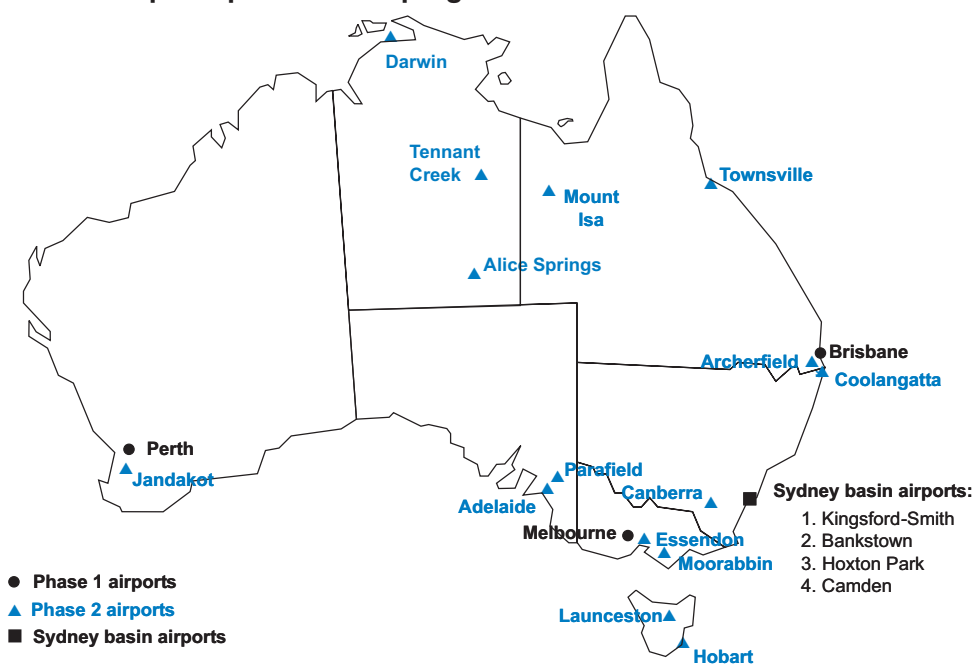 Darwin
Tennant
Creek
Townsville
Mount
Isa
Alice Springs
Brisbane
Archerfield
Coolangatta
Perth
Jandakot
Parafield
Canberra
Adelaide
Sydney basin airports:
1. Kingsford-Smith
2. Bankstown
3. Hoxton Park
4. Camden
Melbourne
Essendon
Moorabbin
Phase 1 airports
Phase 2 airports
Sydney basin airports
Launceston
Hobart